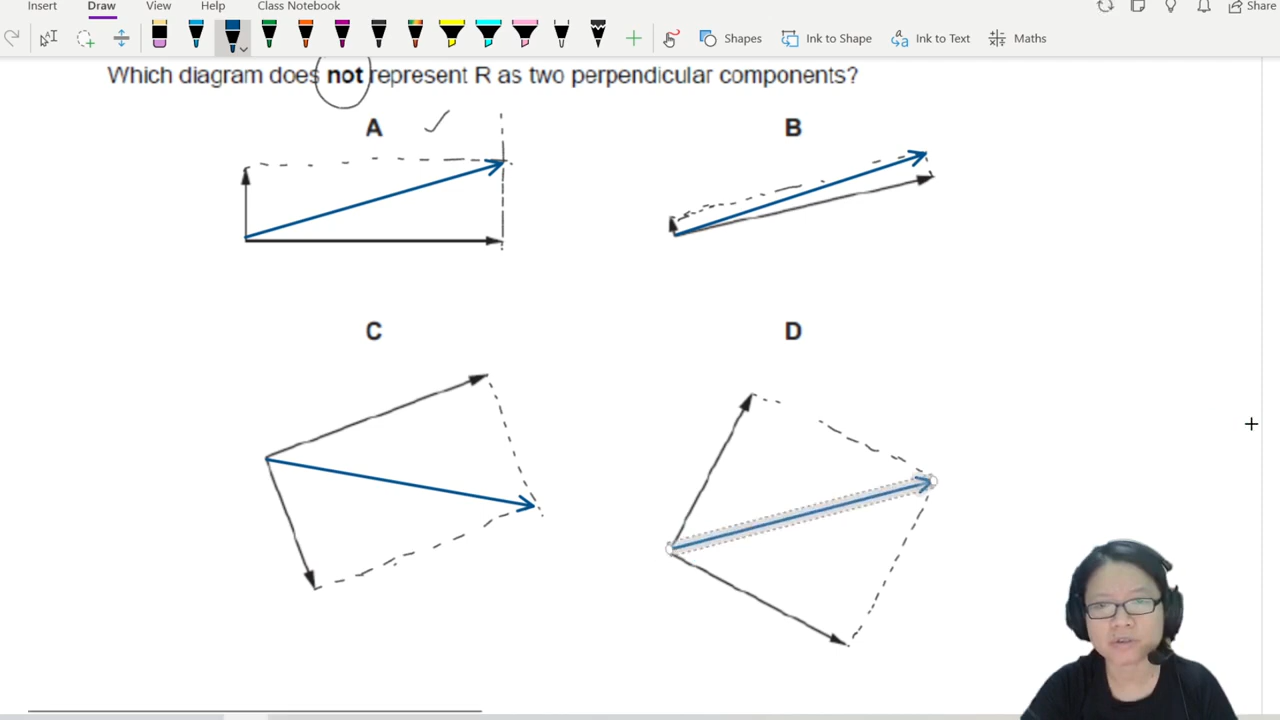 Insert Draw View Help Class Notebook Share
Shapes Ink to Shape Ink to Text Maths
Which diagram does not represent R as two perpendicular components?
A B
C D